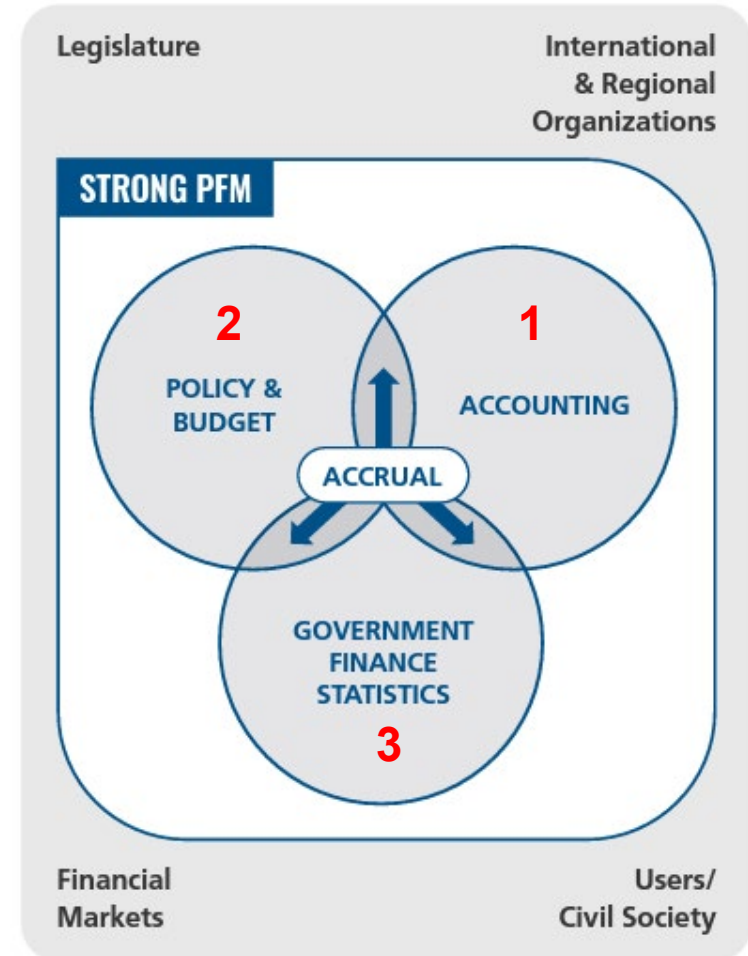 Legislature
International
& Regional
Organizations
STRONG PFM
2
1
POLICY &
BUDGET
ACCOUNTING
ACCRUAL
GOVERNMENT
FINANCE
STATISTICS
3
Financial
Markets
Users/
Civil Society